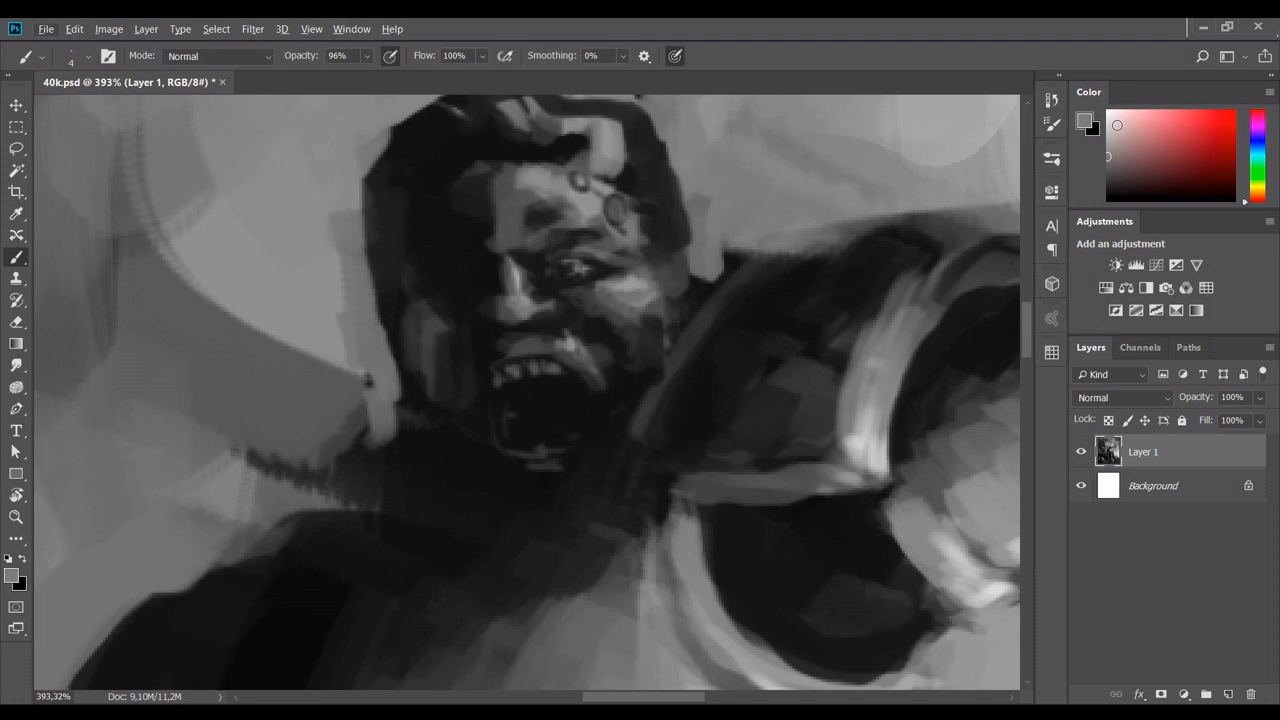 Ps File Edit Image Layer Type Select Filter 3D View Window Help
4 Mode: Normal Opacity: 96% Flow: 100% Smoothing: 0%
40k.psd @ 393% (Layer 1, RGB/8#) * ×
Color
Adjustments
Add an adjustment
Layers Channels Paths
Kind
Normal Opacity: 100%
Lock: Fill: 100%
Layer 1
Background
393,32% Doc: 9,10M/11,2M